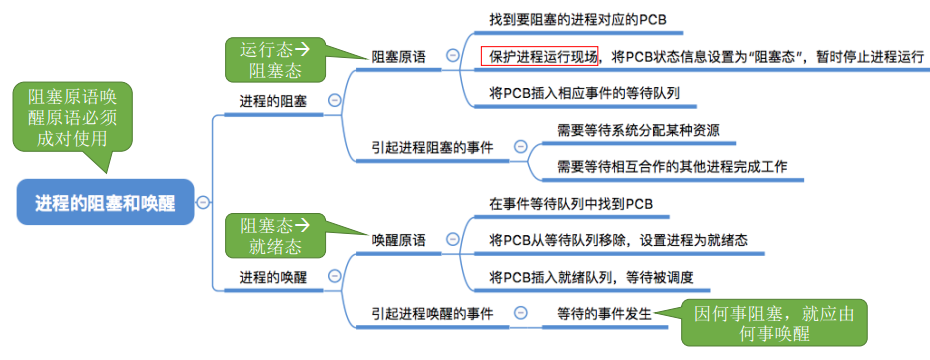 找到要阻塞的进程对应的PCB
运行态→
阻塞态
阻塞原语
保护进程运行现场，将PCB状态信息设置为“阻塞态”，暂时停止进程运行
将PCB插入相应事件的等待队列
进程的阻塞
阻塞原语唤
醒原语必须
成对使用
引起进程阻塞的事件
需要等待系统分配某种资源
需要等待相互合作的其他进程完成工作
进程的阻塞和唤醒
在事件等待队列中找到PCB
阻塞态→
就绪态
唤醒原语
将PCB从等待队列移除，设置进程为就绪态
将PCB插入就绪队列，等待被调度
进程的唤醒
引起进程唤醒的事件
等待的事件发生
因何事阻塞，就应由
何事唤醒